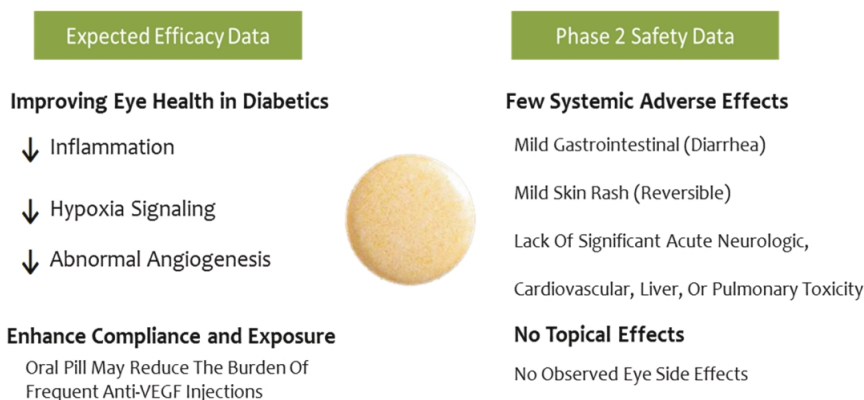 Expected Efficacy Data
Improving Eye Health in Diabetics
↓ Inflammation
↓ Hypoxia Signaling
↓ Abnormal Angiogenesis
Enhance Compliance and Exposure
Oral Pill May Reduce The Burden Of
Frequent Anti-VEGF Injections
Phase 2 Safety Data
Few Systemic Adverse Effects
Mild Gastrointestinal (Diarrhea)
Mild Skin Rash (Reversible)
Lack Of Significant Acute Neurologic,
Cardiovascular, Liver, Or Pulmonary Toxicity
No Topical Effects
No Observed Eye Side Effects